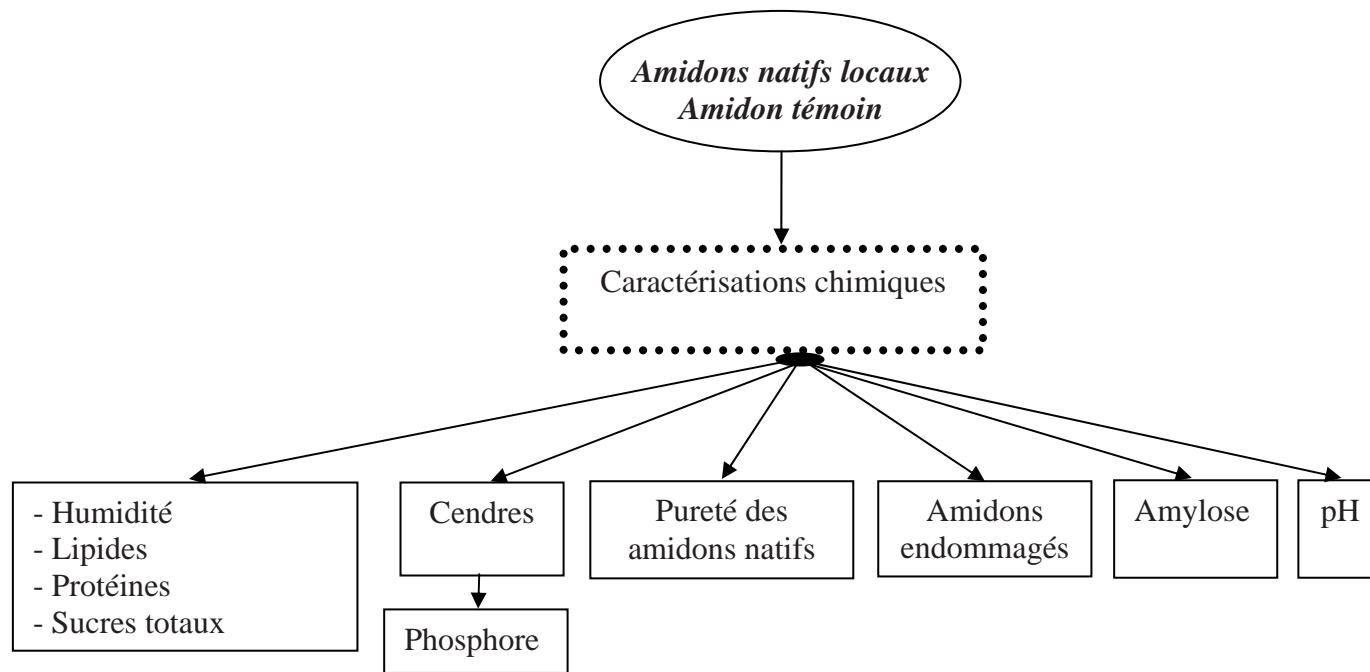 Amidons natifs locaux
Amidon témoin
Caractérisations chimiques
- Humidité
- Lipides
- Protéines
- Sucres totaux
Cendres
Phosphore
Pureté des
amidons natifs
Amidons
endommagés
Amylose
pH